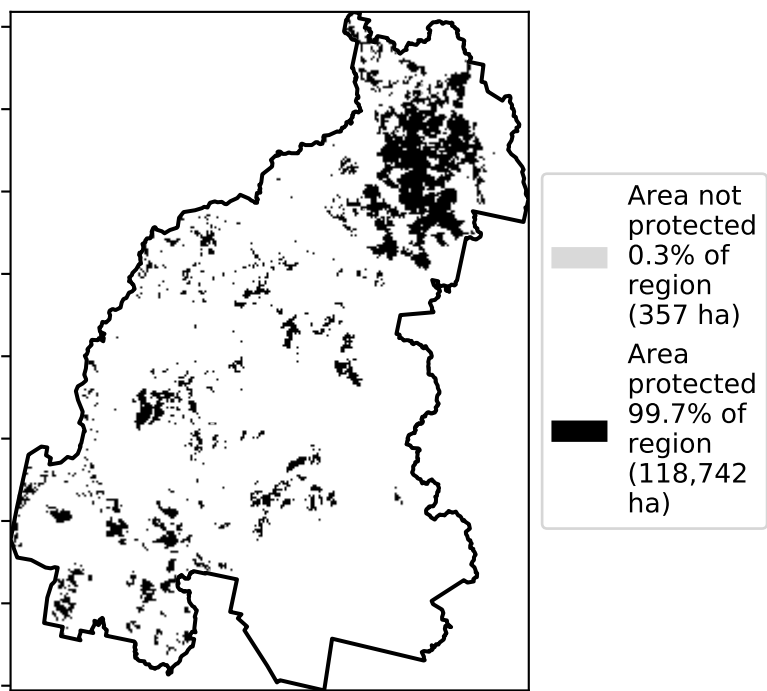 Area not
protected
0.3% of
region
(357 ha)
Area
protected
99.7% of
region
(118,742
ha)